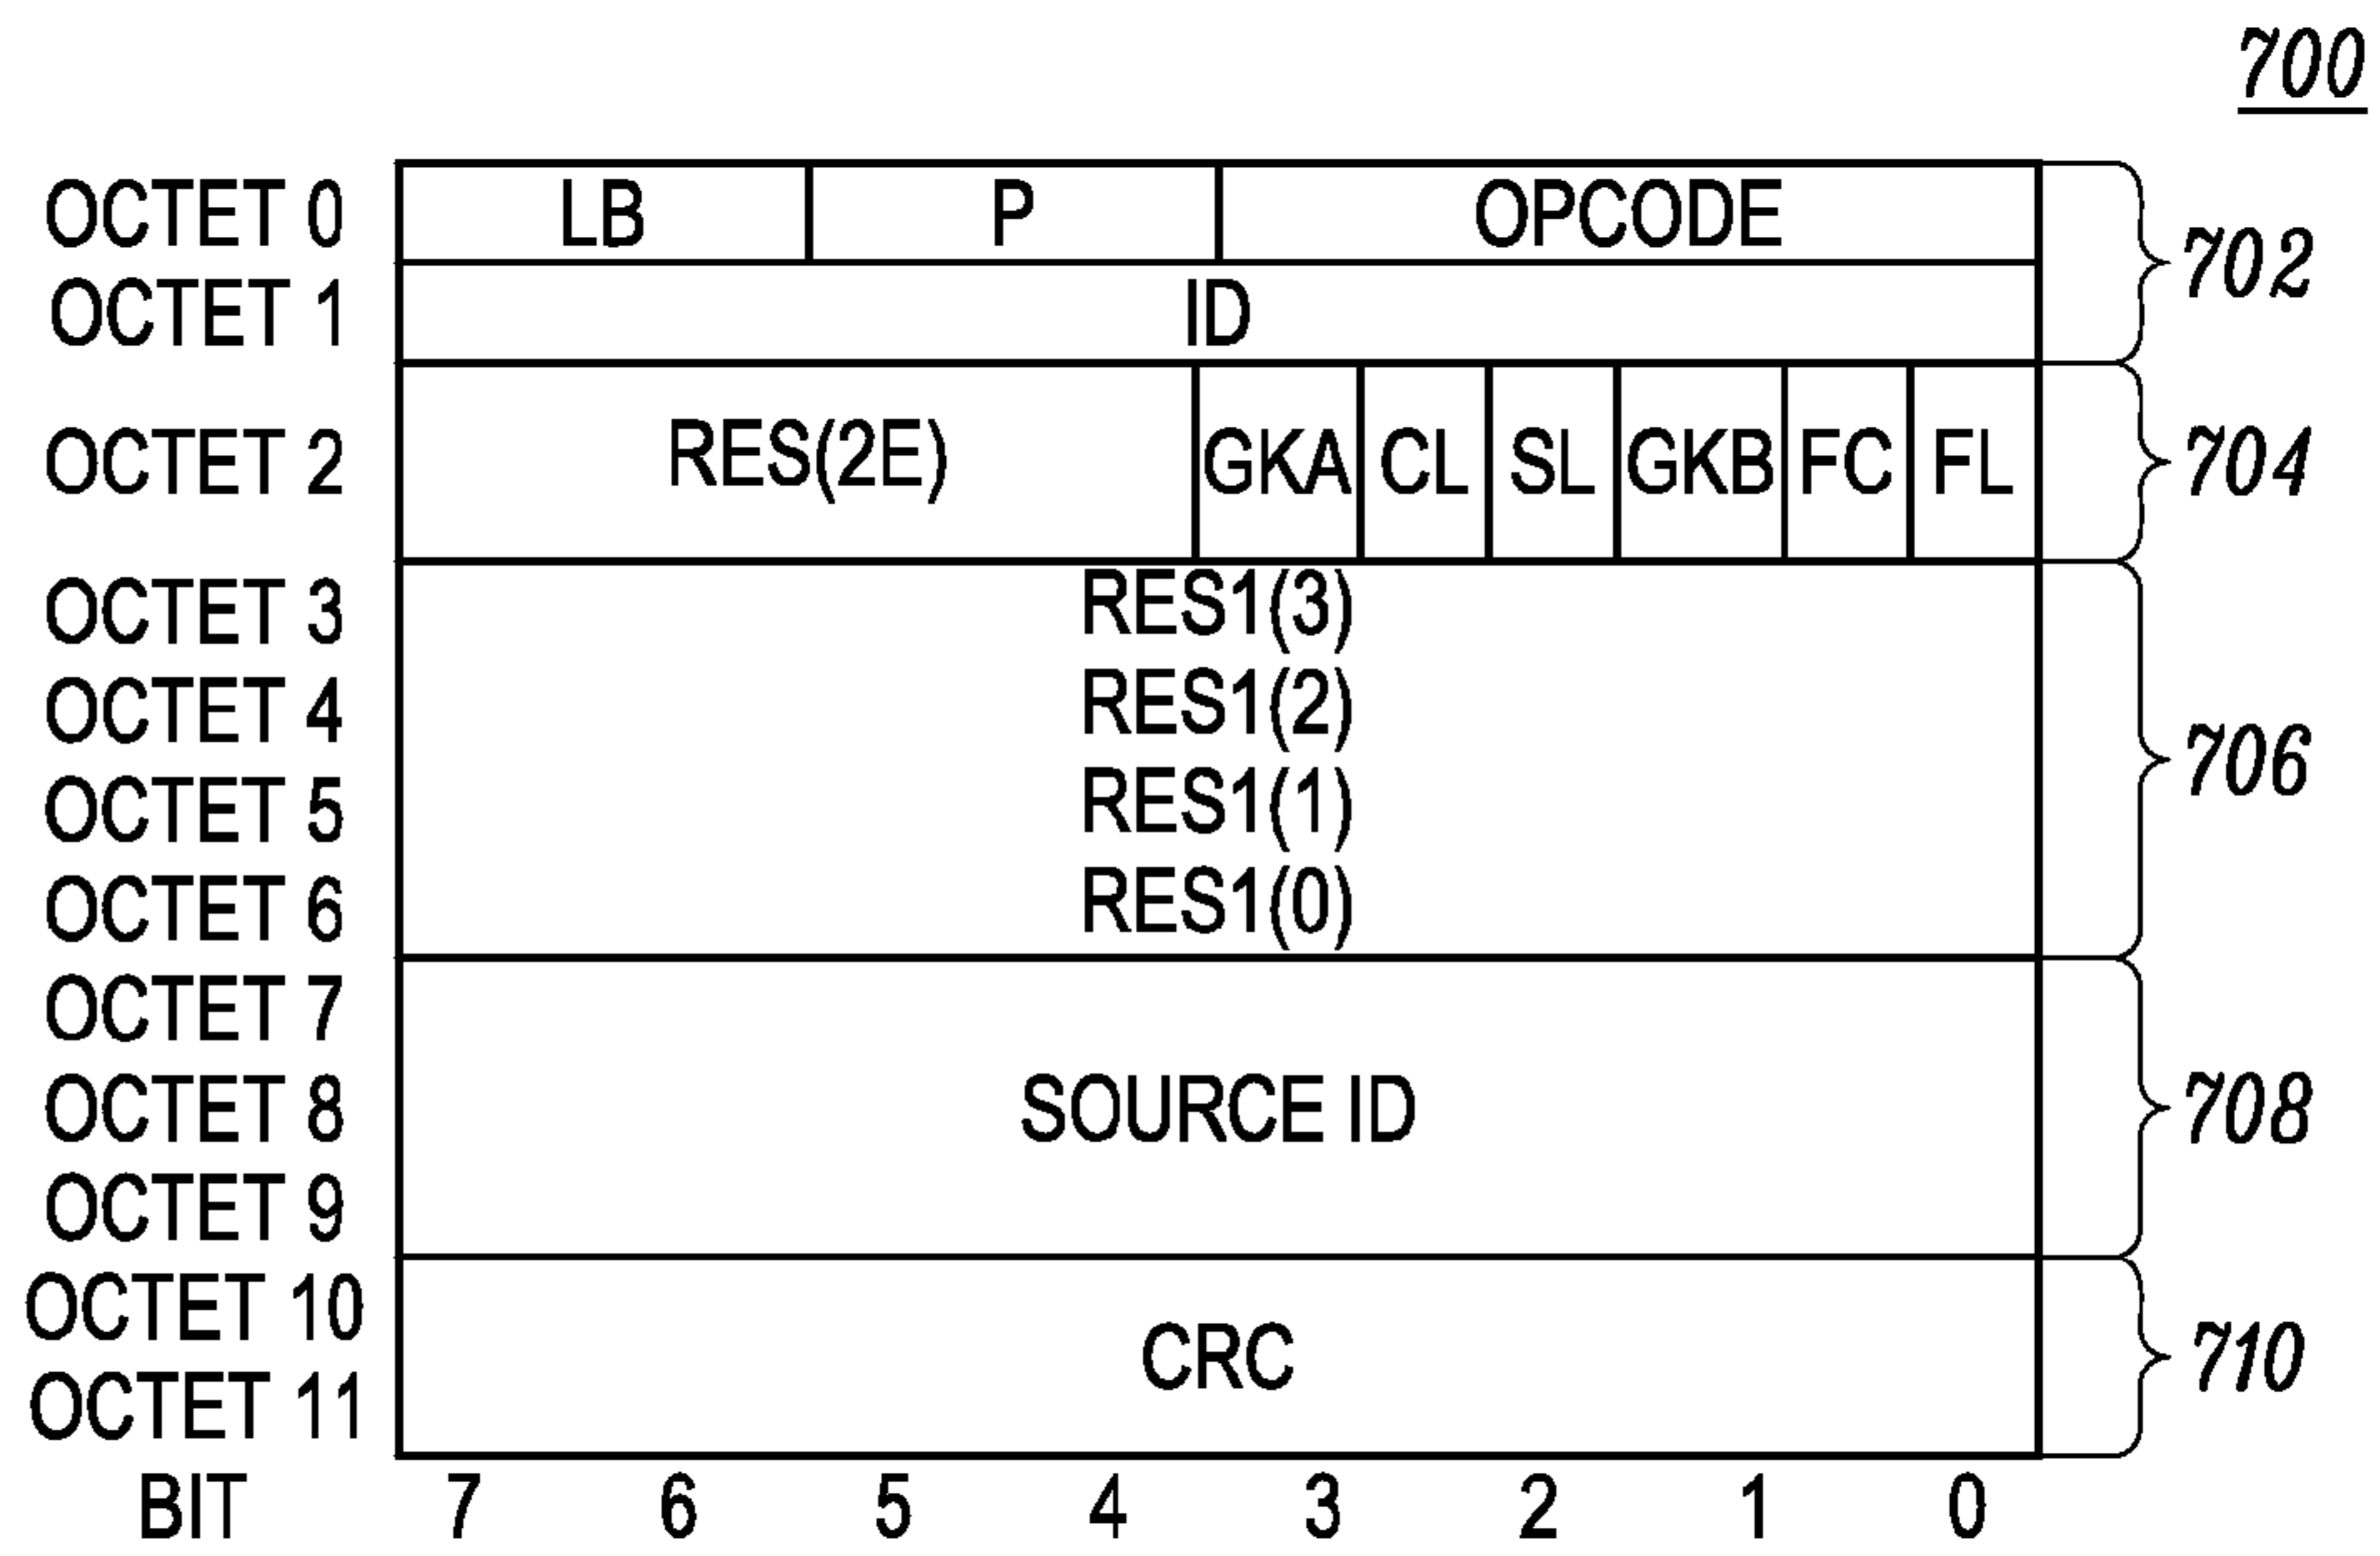 700
OCTET 0 LB P OPCODE
OCTET 1 ID 702
OCTET 2 RES(2E) GKA CL SL GKB FC FL 704
OCTET 3 RES1(3)
OCTET 4 RES1(2)
706
OCTET 5 RES1(1)
OCTET 6 RES1(0)
OCTET 7
OCTET 8 SOURCE ID 708
OCTET 9
OCTET 10
CRC 710
OCTET 11
BIT 7 6 5 4 3 2 1 0